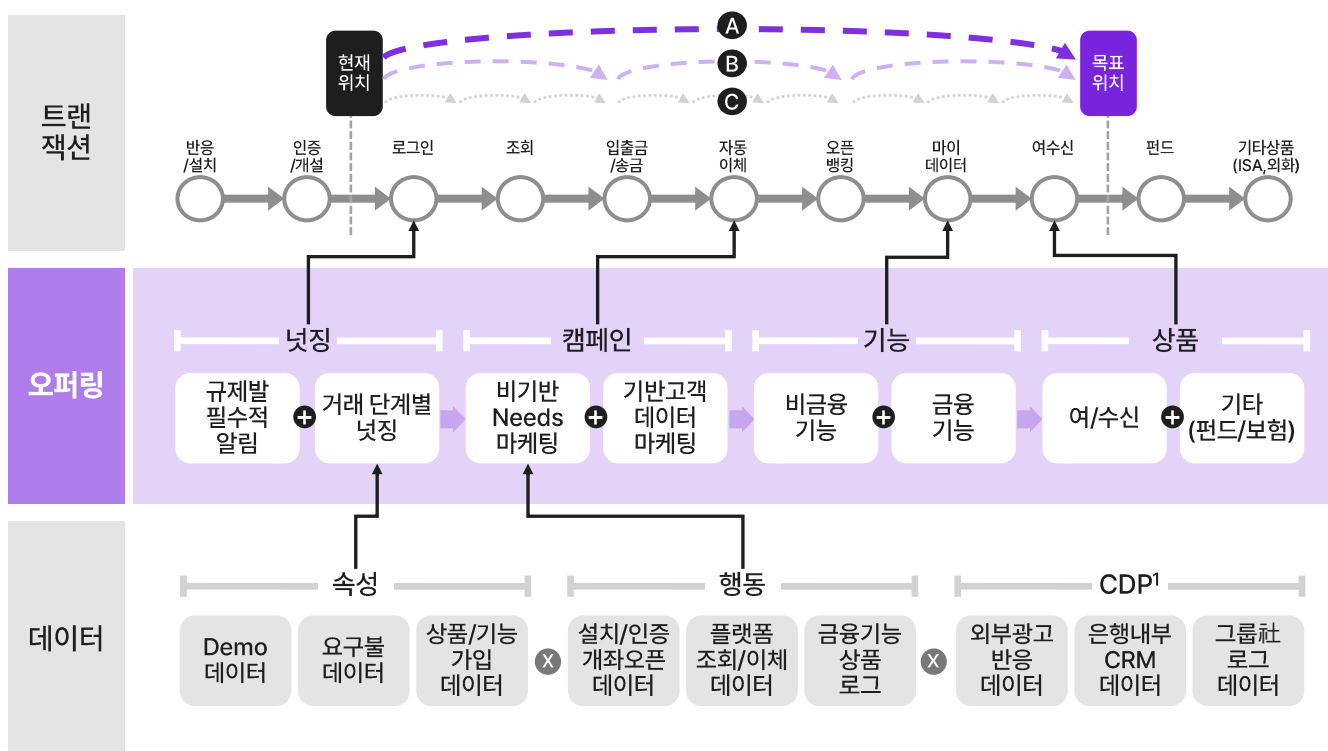 A
B
C
현재
위치
목표
위치
트랜
잭션
반응
/설치
인증
/개설
로그인
조회
입출금
/송금
자동
이체
오픈
뱅킹
마이
데이터
여수신
펀드
기타상품
(ISA,외화)
오퍼링
넛징
캠페인
기능
상품
규제발
필수적
알림
+
거래 단계별
넛징
비기반
Needs
마케팅
+
기반고객
데이터
마케팅
비금융
기능
+
금융
기능
여/수신
+
기타
(펀드/보험)
데이터
속성
행동
CDP¹
Demo
데이터
요구불
데이터
상품/기능
가입
데이터
X
설치/인증
개좌오픈
데이터
플랫폼
조회/이체
데이터
금융기능
상품
로그
X
외부광고
반응
데이터
은행내부
CRM
데이터
그룹社
로그
데이터